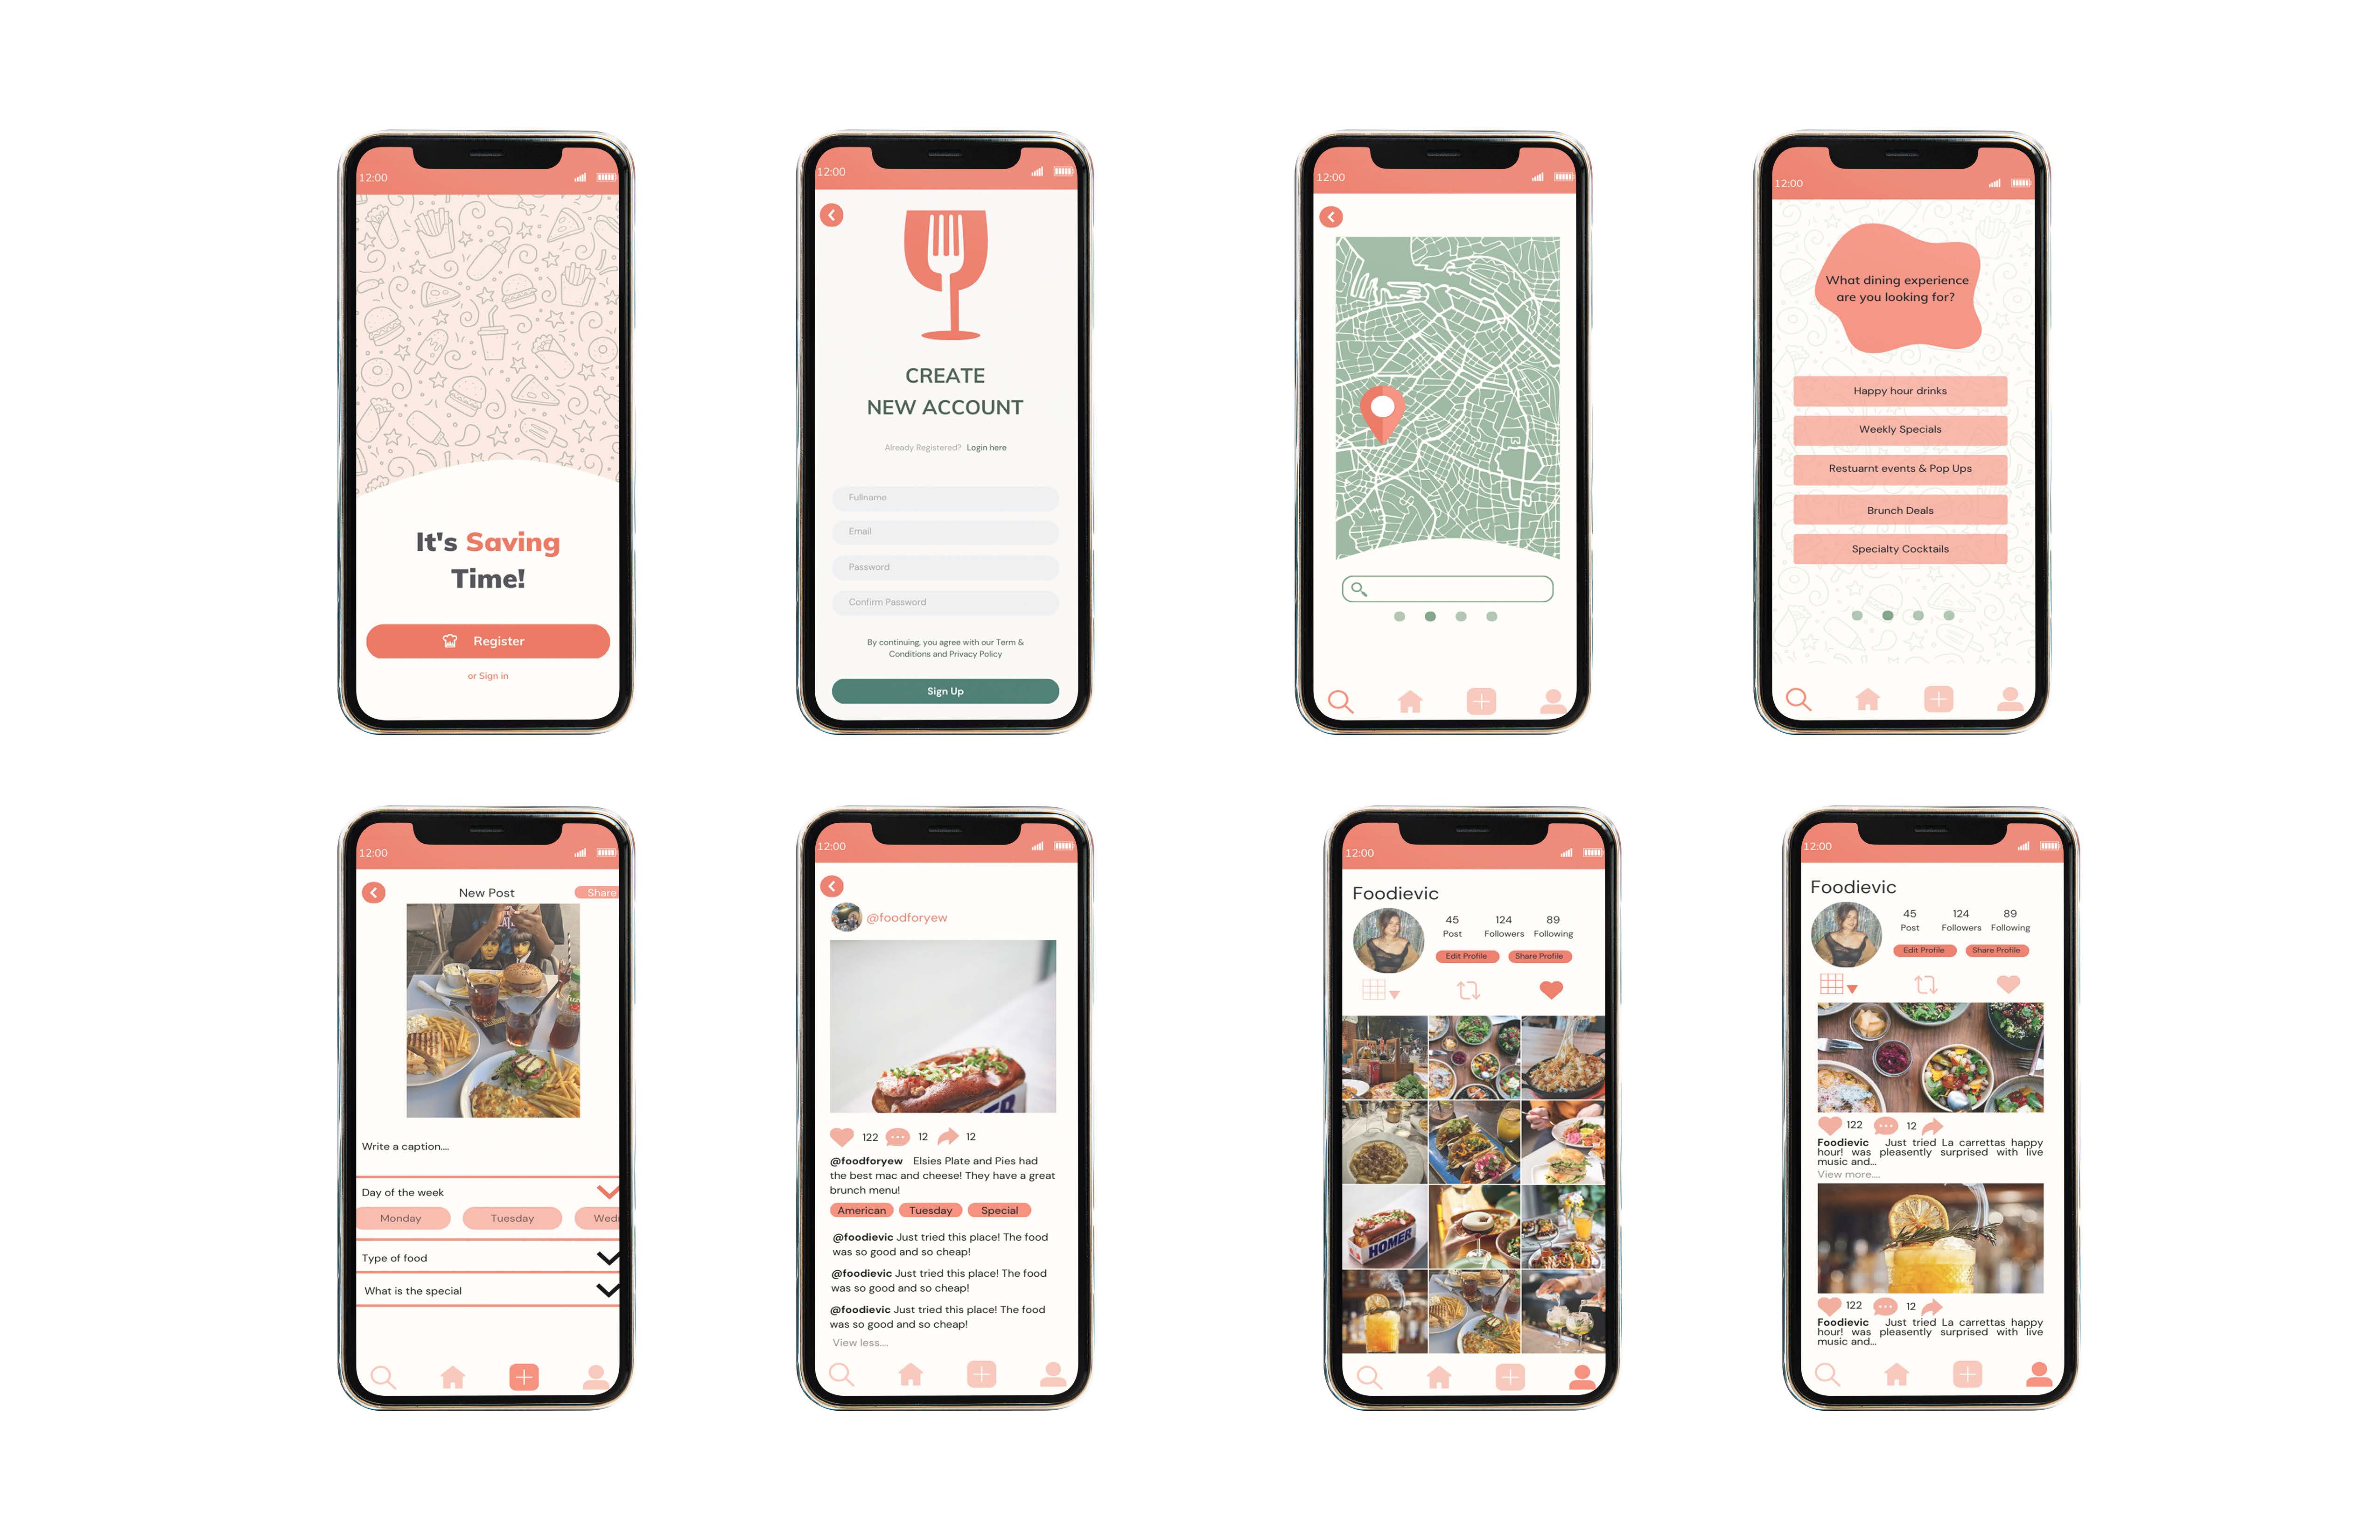 12:00
It's Saving
Time!
Register
or Sign in
12:00
CREATE
NEW ACCOUNT
Already Registered? Login here
Fullname
Email
Password
Confirm Password
By continuing, you agree with our Term &
Conditions and Privacy Policy
Sign Up
12:00
12:00
What dining experience
are you looking for?
Happy hour drinks
Weekly Specials
Restuarnt events & Pop Ups
Brunch Deals
Specialty Cocktails
12:00
New Post
Share
Write a caption....
Day of the week
Monday Tuesday Wedn
Type of food
What is the special
12:00
@foodforyew
122 12 12
@foodforyew Elsies Plate and Pies had
the best mac and cheese! They have a great
brunch menu!
American Tuesday Special
@foodievic Just tried this place! The food
was so good and so cheap!
@foodievic Just tried this place! The food
was so good and so cheap!
@foodievic Just tried this place! The food
was so good and so cheap!
View less....
12:00
Foodievic
45 124 89
Post Followers Following
Edit Profile Share Profile
HOMER
12:00
Foodievic
45 124 89
Post Followers Following
Edit Profile Share Profile
122 12
Foodievic Just tried La carrettas happy
hour! was pleasently surprised with live
music and...
View more....
122 12
Foodievic Just tried La carrettas happy
hour! was pleasently surprised with live
music and...